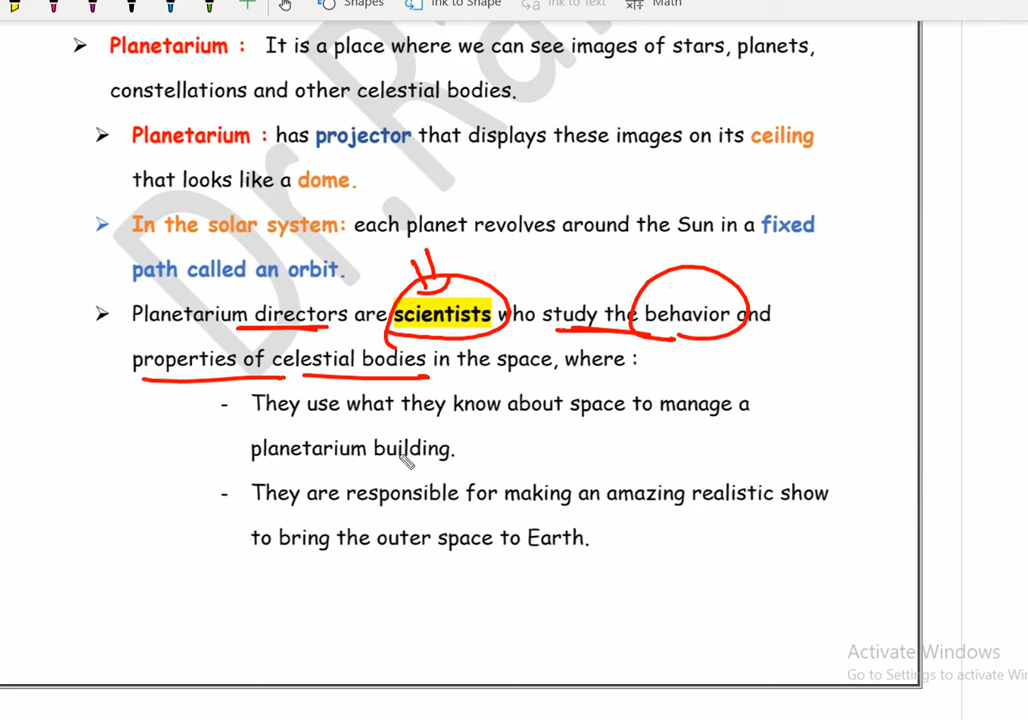 Shapes Ink to Shape Ink to Text Math
➤ Planetarium : It is a place where we can see images of stars, planets,
constellations and other celestial bodies.
➤ Planetarium : has projector that displays these images on its ceiling
that looks like a dome.
➤ In the solar system: each planet revolves around the Sun in a fixed
path called an orbit.
➤ Planetarium directors are scientists who study the behavior and
properties of celestial bodies in the space, where :
- They use what they know about space to manage a
planetarium building.
- They are responsible for making an amazing realistic show
to bring the outer space to Earth.
Activate Windows
Go to Settings to activate Wi